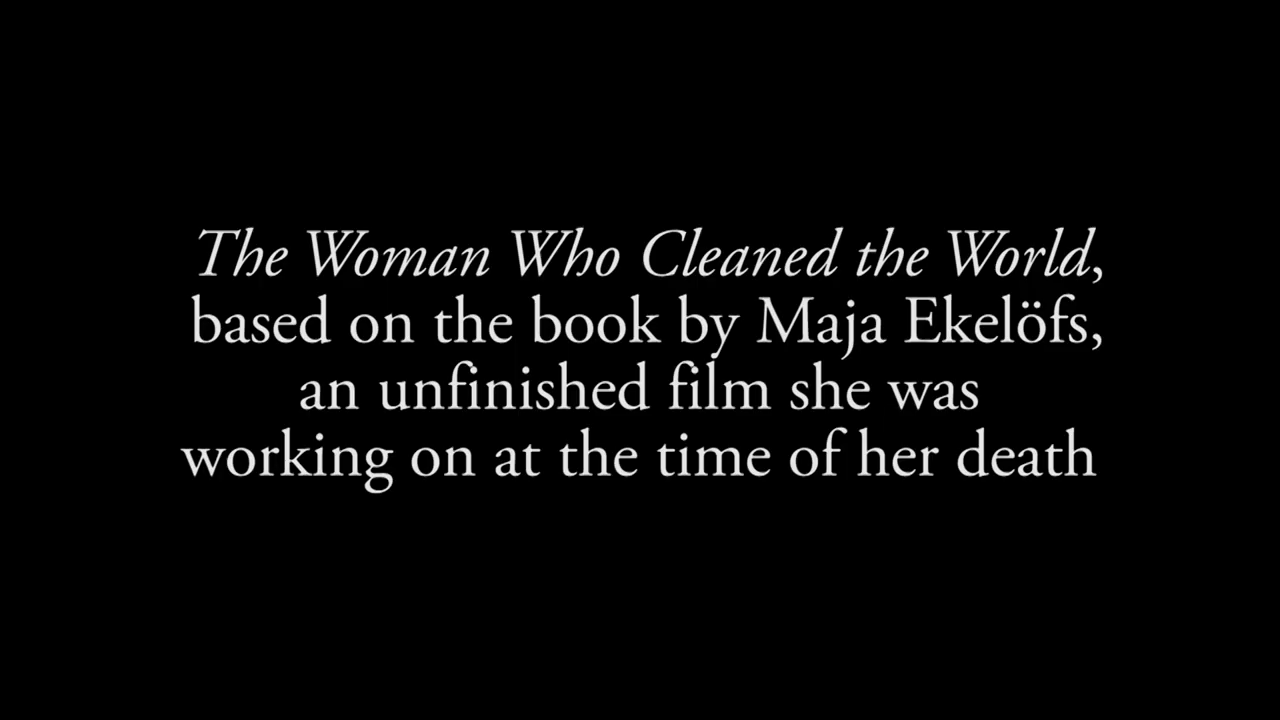 The Woman Who Cleaned the World,
based on the book by Maja Ekelöfs,
an unfinished film she was
working on at the time of her death